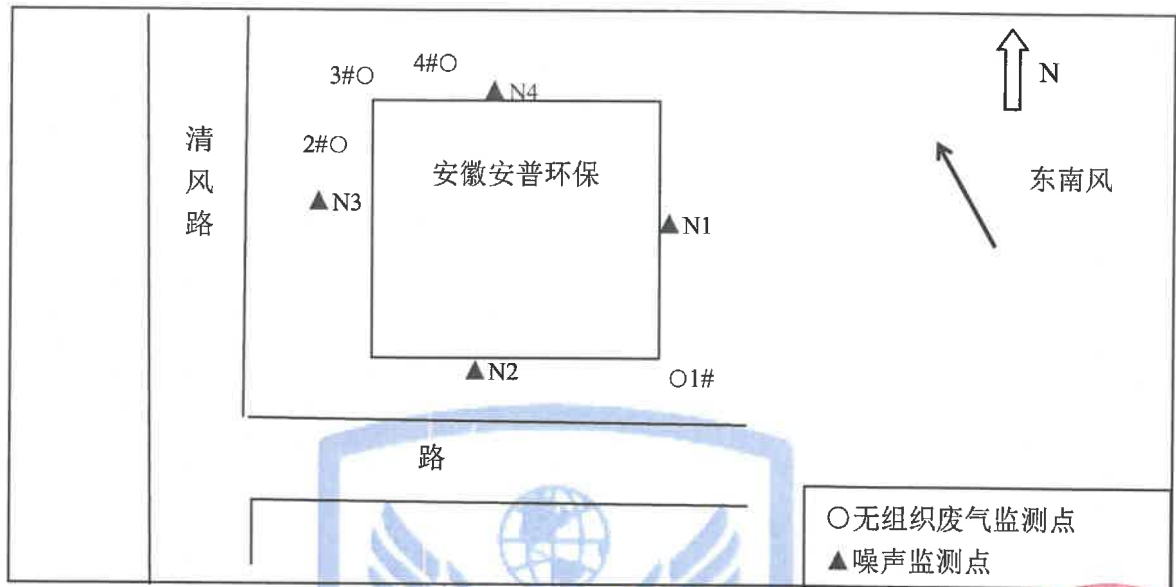 4#○
3#○
▲N4
N
清风路
2#○
安徽安普环保
东南风
▲N3
▲N1
▲N2
○1#
路
○无组织废气监测点
▲噪声监测点